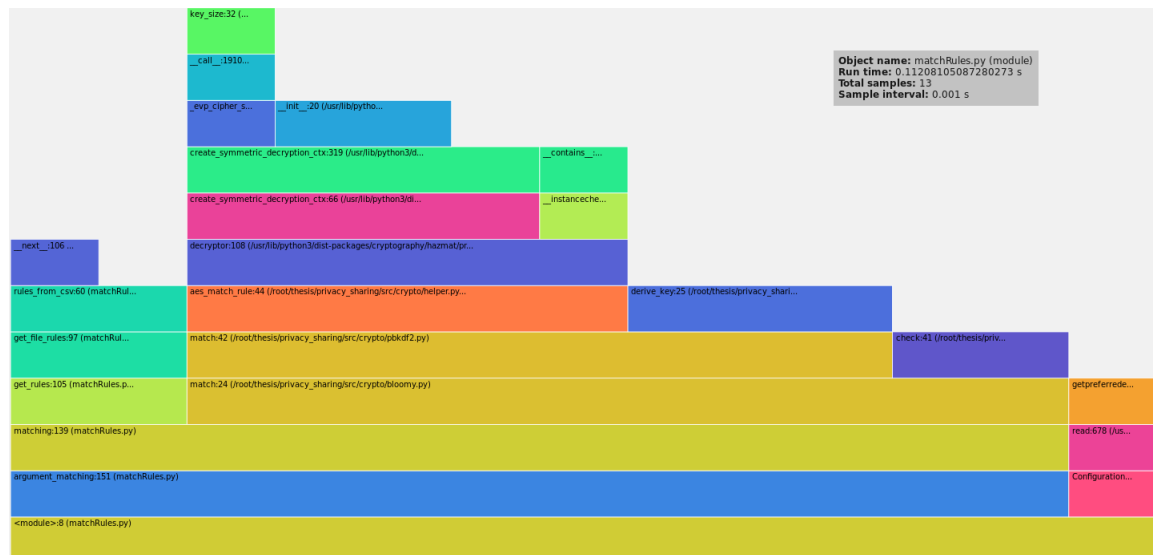 key_size:32 (...
__call__:1910...
Object name: matchRules.py (module)
Run time: 0.11208105087280273 s
Total samples: 13
Sample interval: 0.001 s
_evp_cipher_s...
__init__:20 (/usr/lib/pytho...
create_symmetric_decryption_ctx:319 (/usr/lib/python3/d...
__contains__:...
create_symmetric_decryption_ctx:66 (/usr/lib/python3/di...
__instanceche...
__next__:106 ...
decryptor:108 (/usr/lib/python3/dist-packages/cryptography/hazmat/pr...
rules_from_csv:60 (matchRul...
aes_match_rule:44 (/root/thesis/privacy_sharing/src/crypto/helper.py...
derive_key:25 (/root/thesis/privacy_shari...
get_file_rules:97 (matchRul...
match:42 (/root/thesis/privacy_sharing/src/crypto/pbkdf2.py)
check:41 (/root/thesis/priv...
get_rules:105 (matchRules.p...
match:24 (/root/thesis/privacy_sharing/src/crypto/bloomy.py)
getpreferrede...
matching:139 (matchRules.py)
read:678 (/us...
argument_matching:151 (matchRules.py)
Configuration...
<module>:8 (matchRules.py)